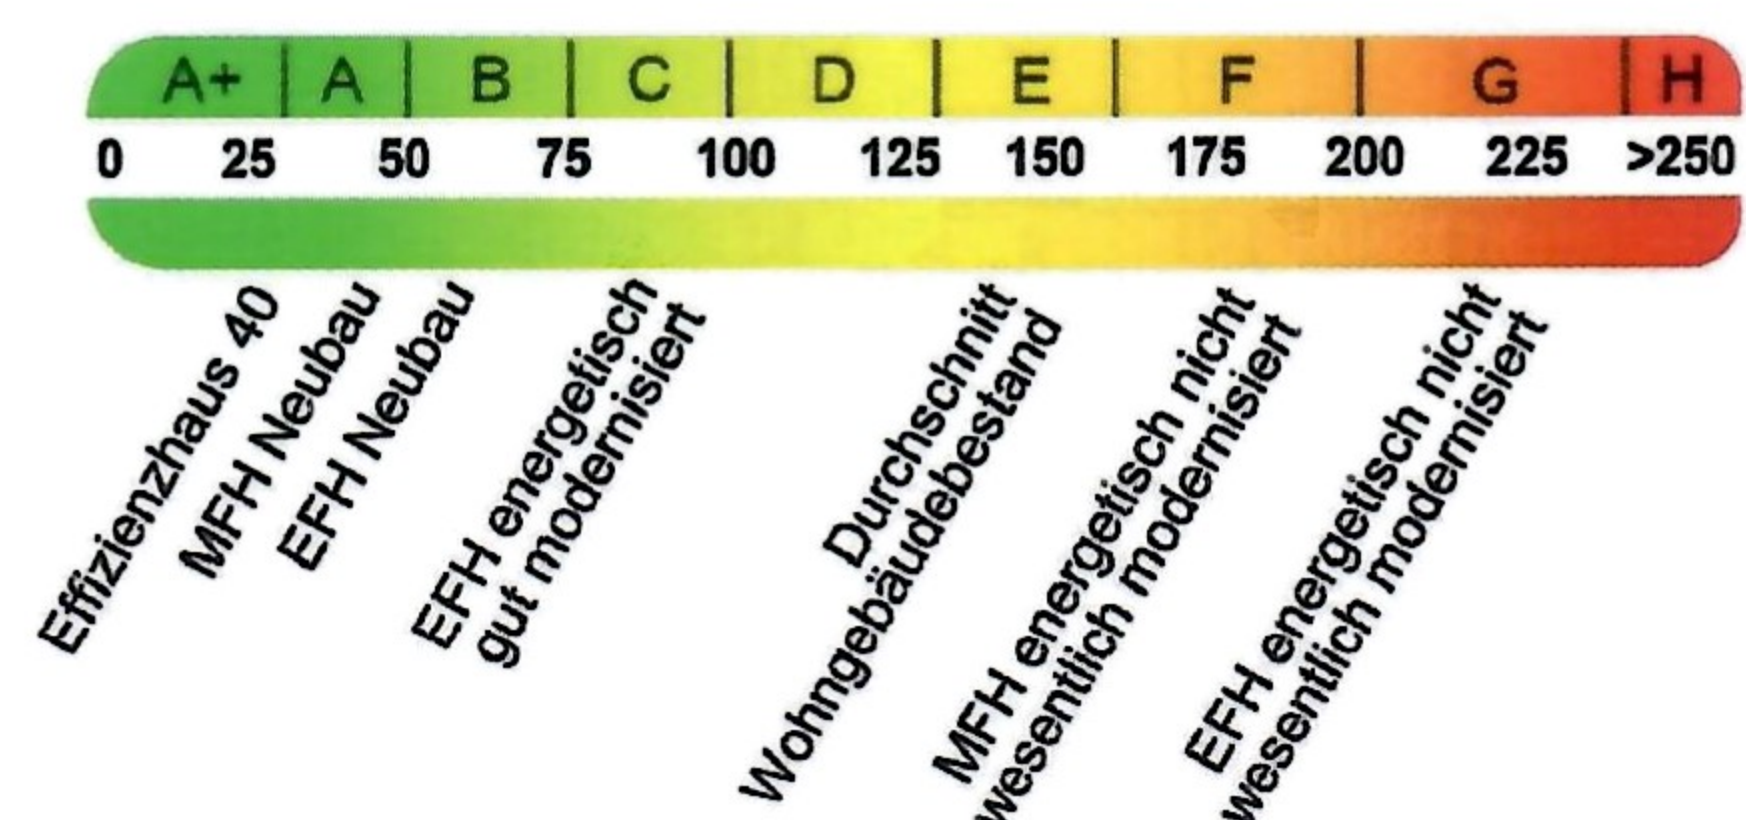 A+ A B C D E F G H
0 25 50 75 100 125 150 175 200 225 >250
Effizienzhaus 40
MFH Neubau
EFH Neubau
EFH energetisch
gut modernisiert
Durchschnitt
Wohngebäudebestand
MFH energetisch nicht
wesentlich modernisiert
EFH energetisch nicht
wesentlich modernisiert